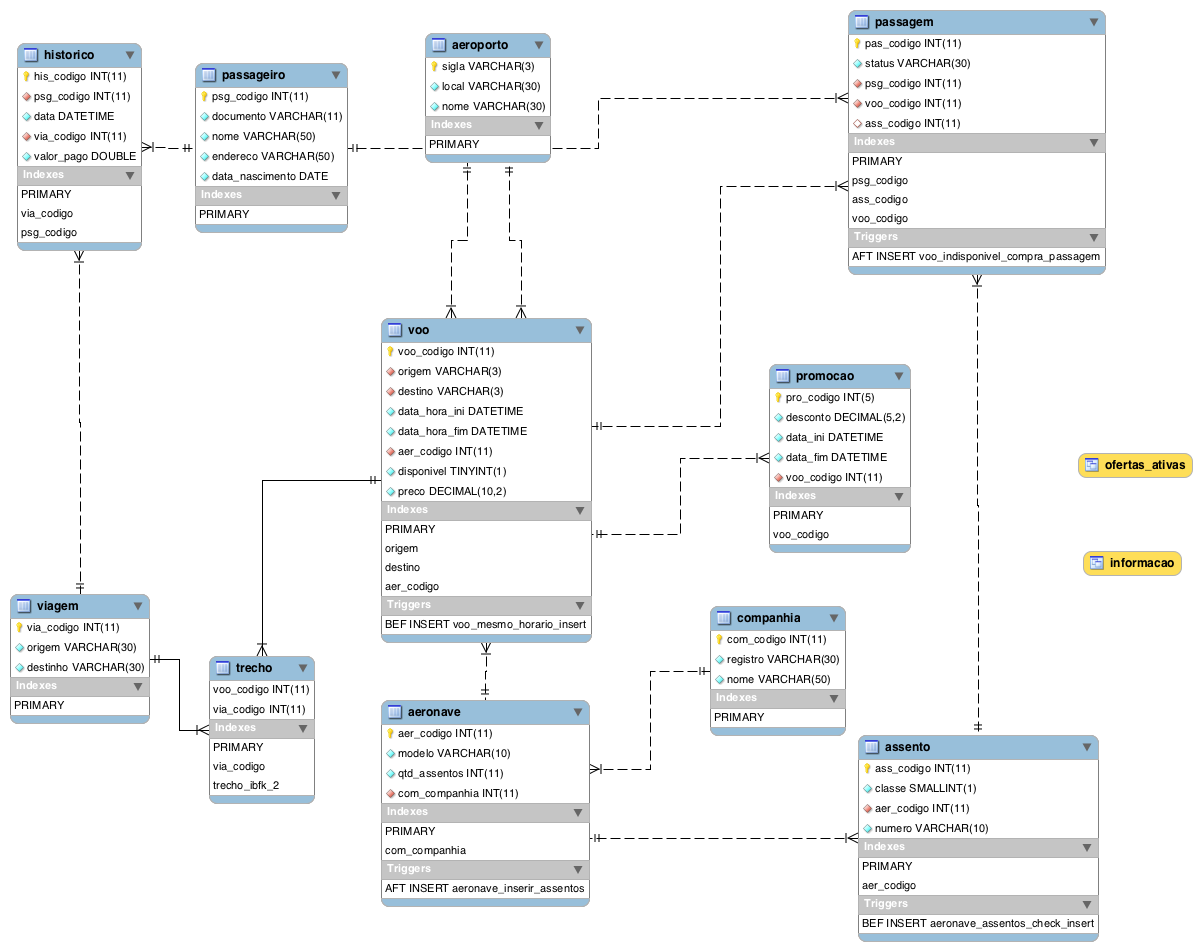 historico
his_codigo INT(11)
psg_codigo INT(11)
data DATETIME
via_codigo INT(11)
valor_pago DOUBLE
Indexes
PRIMARY
via_codigo
psg_codigo
passageiro
psg_codigo INT(11)
documento VARCHAR(11)
nome VARCHAR(50)
endereco VARCHAR(50)
data_nascimento DATE
Indexes
PRIMARY
aeroporto
sigla VARCHAR(3)
local VARCHAR(30)
nome VARCHAR(30)
Indexes
PRIMARY
passagem
pas_codigo INT(11)
status VARCHAR(30)
psg_codigo INT(11)
voo_codigo INT(11)
ass_codigo INT(11)
Indexes
PRIMARY
psg_codigo
ass_codigo
voo_codigo
Triggers
AFT INSERT voo_indisponivel_compra_passagem
voo
voo_codigo INT(11)
origem VARCHAR(3)
destino VARCHAR(3)
data_hora_ini DATETIME
data_hora_fim DATETIME
aer_codigo INT(11)
disponivel TINYINT(1)
preco DECIMAL(10,2)
Indexes
PRIMARY
origem
destino
aer_codigo
Triggers
BEF INSERT voo_mesmo_horario_insert
promocao
pro_codigo INT(5)
desconto DECIMAL(5,2)
data_ini DATETIME
data_fim DATETIME
voo_codigo INT(11)
Indexes
PRIMARY
voo_codigo
ofertas_ativas
informacao
viagem
via_codigo INT(11)
origem VARCHAR(30)
destinho VARCHAR(30)
Indexes
PRIMARY
trecho
voo_codigo INT(11)
via_codigo INT(11)
Indexes
PRIMARY
via_codigo
trecho_ibfk_2
aeronave
aer_codigo INT(11)
modelo VARCHAR(10)
qtd_assentos INT(11)
com_companhia INT(11)
Indexes
PRIMARY
com_companhia
Triggers
AFT INSERT aeronave_inserir_assentos
companhia
com_codigo INT(11)
registro VARCHAR(30)
nome VARCHAR(50)
Indexes
PRIMARY
assento
ass_codigo INT(11)
classe SMALLINT(1)
aer_codigo INT(11)
numero VARCHAR(10)
Indexes
PRIMARY
aer_codigo
Triggers
BEF INSERT aeronave_assentos_check_insert